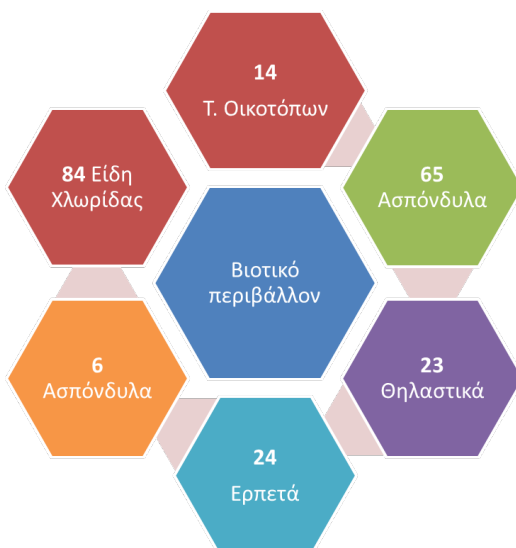 14
Τ. Οικοτόπων
84 Είδη
Χλωρίδας
65
Ασπόνδυλα
Βιοτικό
περιβάλλον
6
Ασπόνδυλα
23
Θηλαστικά
24
Ερπετά